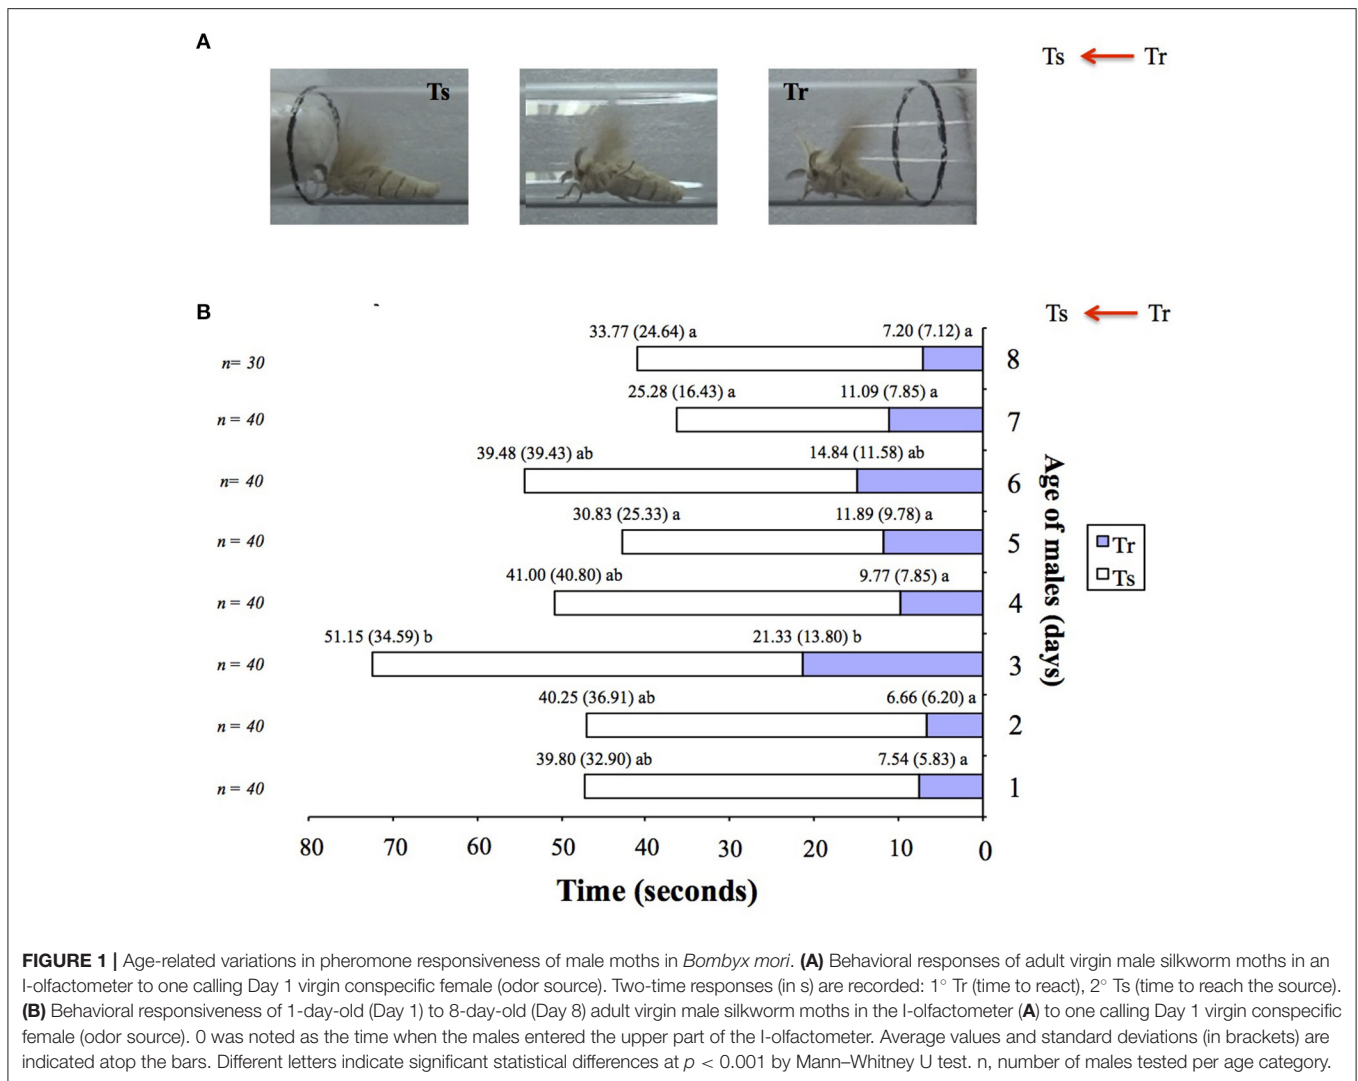 A
Ts ← Tr
Ts
Tr
B
Ts ← Tr
33.77 (24.64) a 7.20 (7.12) a
n= 30 8
25.28 (16.43) a 11.09 (7.85) a
n = 40 7
39.48 (39.43) ab 14.84 (11.58) ab
n= 40 6
30.83 (25.33) a 11.89 (9.78) a
n = 40 5
41.00 (40.80) ab 9.77 (7.85) a
n = 40 4
51.15 (34.59) b 21.33 (13.80) b
n = 40 3
40.25 (36.91) ab 6.66 (6.20) a
n = 40 2
39.80 (32.90) ab 7.54 (5.83) a
n = 40 1
Age of males (days)
Tr
Ts
80 70 60 50 40 30 20 10 0
Time (seconds)
FIGURE 1 | Age-related variations in pheromone responsiveness of male moths in Bombyx mori. (A) Behavioral responses of adult virgin male silkworm moths in an
I-olfactometer to one calling Day 1 virgin conspecific female (odor source). Two-time responses (in s) are recorded: 1° Tr (time to react), 2° Ts (time to reach the source).
(B) Behavioral responsiveness of 1-day-old (Day 1) to 8-day-old (Day 8) adult virgin male silkworm moths in the I-olfactometer (A) to one calling Day 1 virgin conspecific
female (odor source). 0 was noted as the time when the males entered the upper part of the I-olfactometer. Average values and standard deviations (in brackets) are
indicated atop the bars. Different letters indicate significant statistical differences at p < 0.001 by Mann–Whitney U test. n, number of males tested per age category.